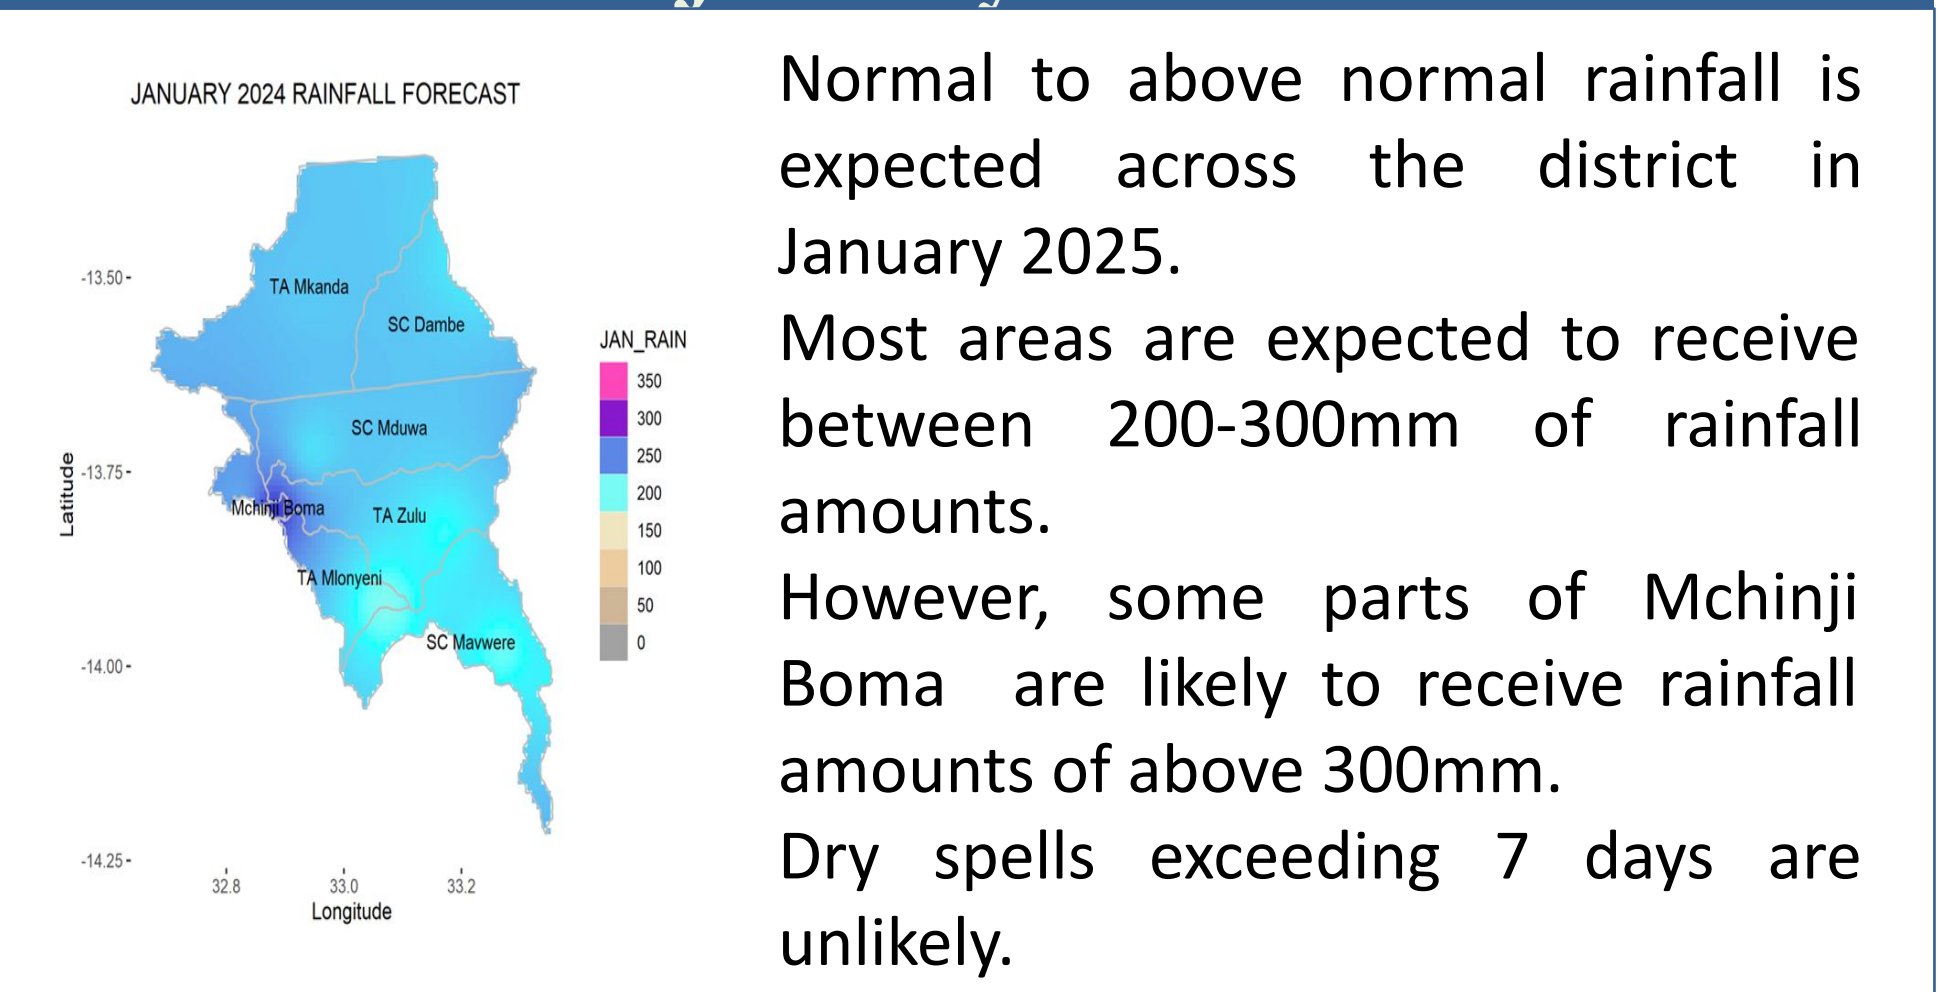 JANUARY 2024 RAINFALL FORECAST
-13.50
-13.75
-14.00
-14.25
Latitude
TA Mkanda
SC Dambe
SC Mduwa
Mchinji Boma
TA Zulu
TA Mlonyeni
SC Mavwere
32.8
33.0
33.2
Longitude
JAN_RAIN
350
300
250
200
150
100
50
0
Normal to above normal rainfall is
expected across the district in
January 2025.
Most areas are expected to receive
between 200-300mm of rainfall
amounts.
However, some parts of Mchinji
Boma are likely to receive rainfall
amounts of above 300mm.
Dry spells exceeding 7 days are
unlikely.